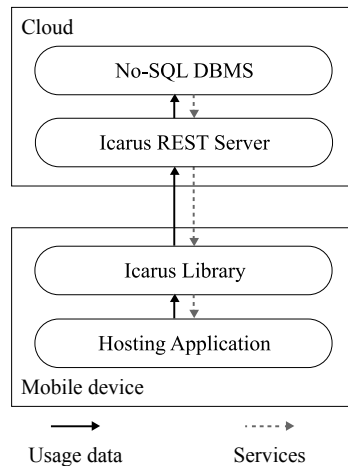 Cloud
No-SQL DBMS
Icarus REST Server
Icarus Library
Hosting Application
Mobile device
Usage data
Services